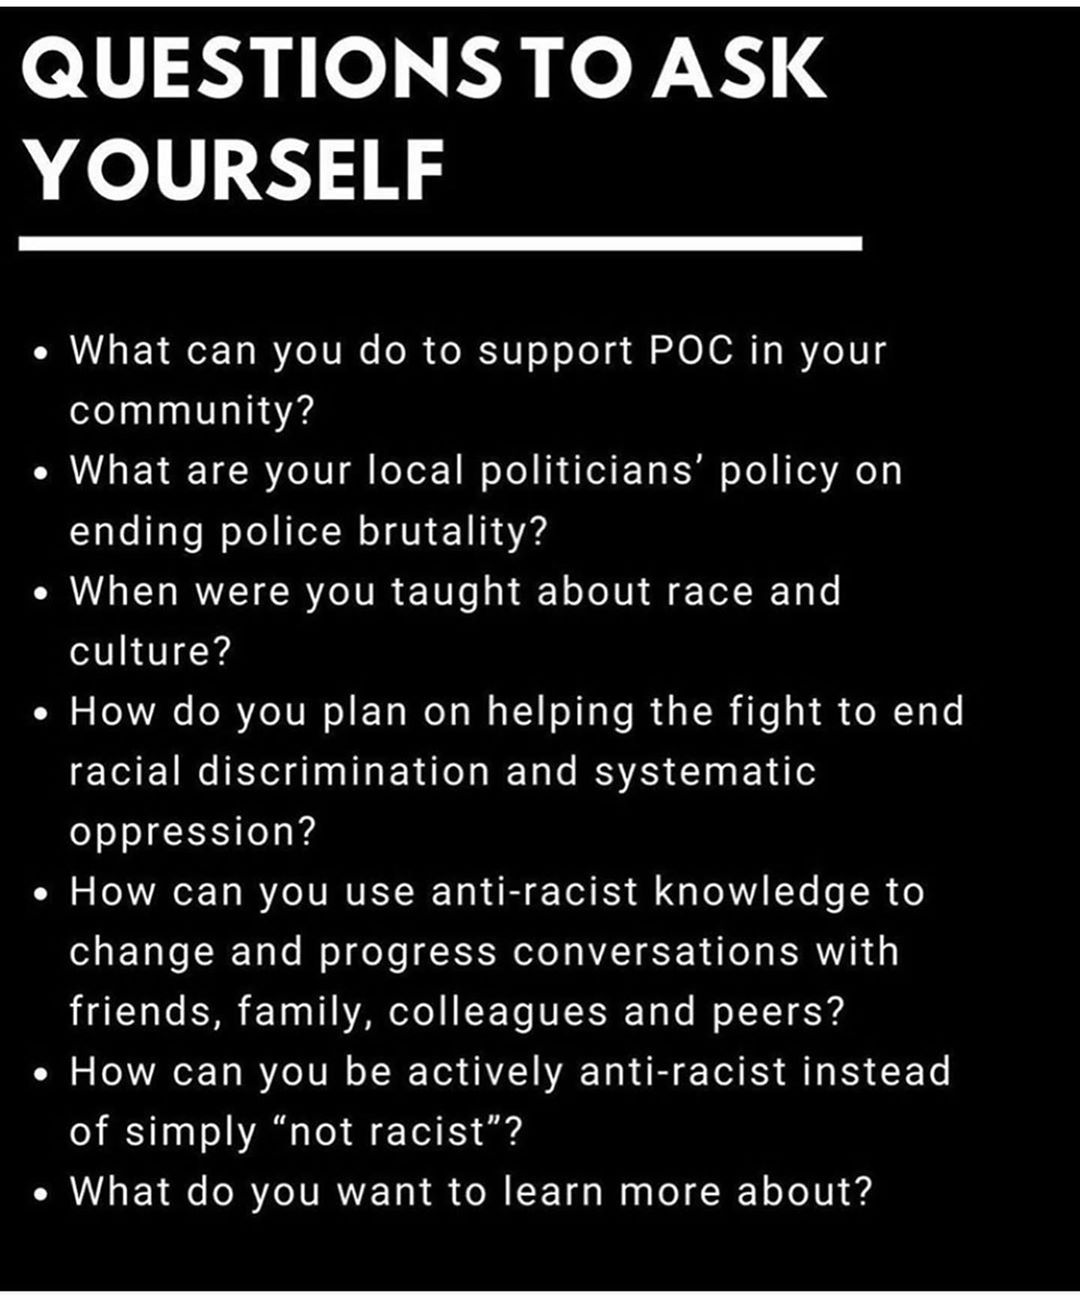 QUESTIONS TO ASK
YOURSELF
• What can you do to support POC in your
community?
• What are your local politicians’ policy on
ending police brutality?
• When were you taught about race and
culture?
• How do you plan on helping the fight to end
racial discrimination and systematic
oppression?
• How can you use anti-racist knowledge to
change and progress conversations with
friends, family, colleagues and peers?
• How can you be actively anti-racist instead
of simply “not racist”?
• What do you want to learn more about?